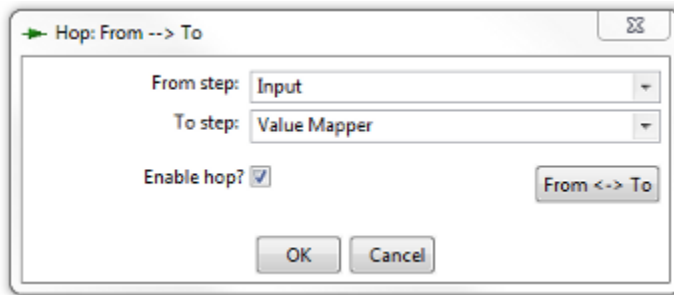 Hop: From --> To
From step: Input
To step: Value Mapper
Enable hop?
From <-> To
OK Cancel